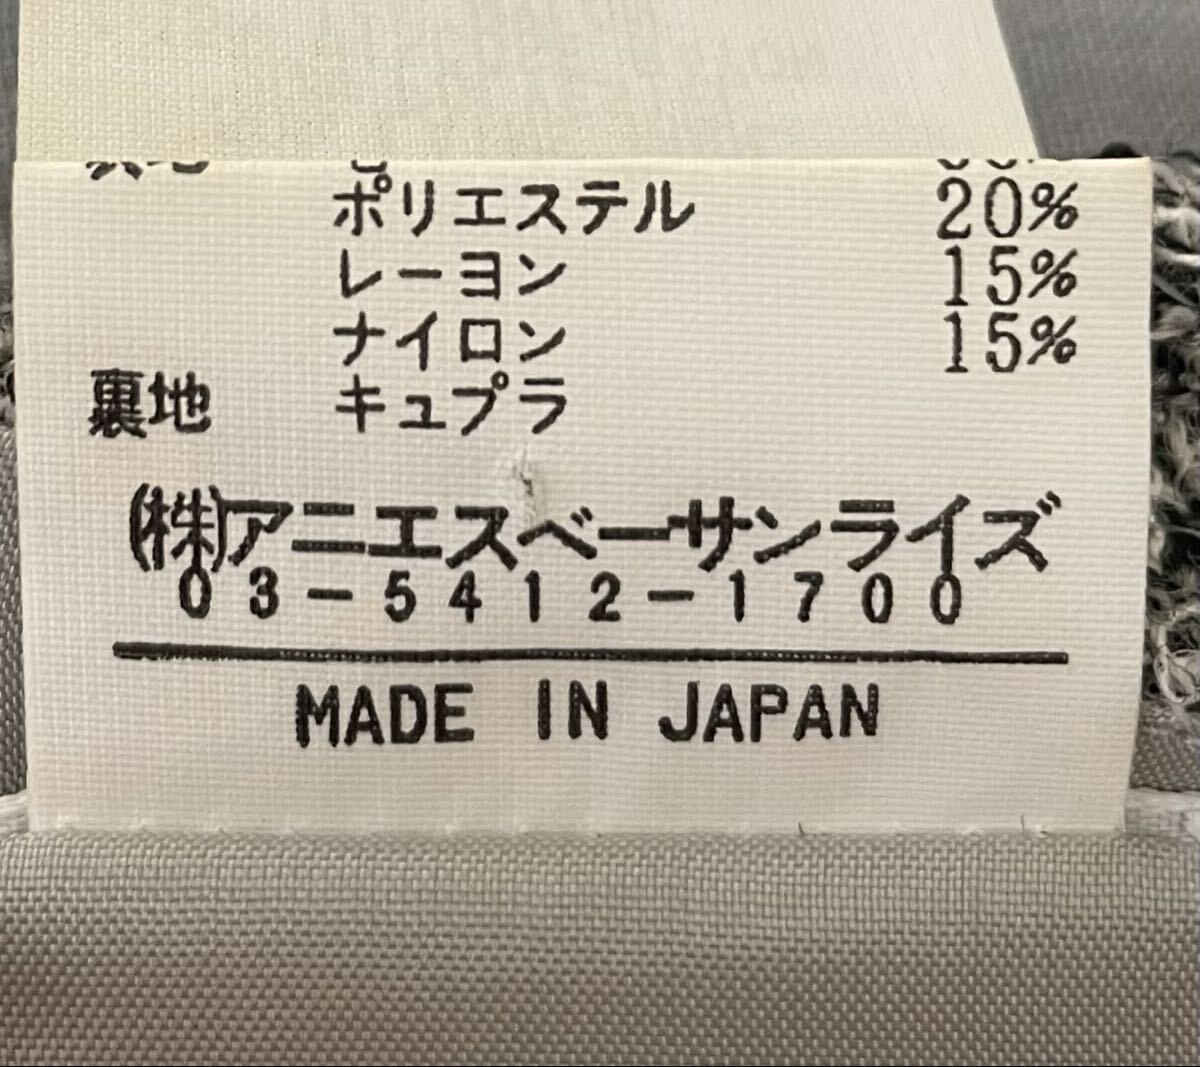 ポリエステル 20%
レーヨン 15%
ナイロン 15%
裏地 キュプラ
(株)アニエスベーサンライズ
03-5412-1700
MADE IN JAPAN